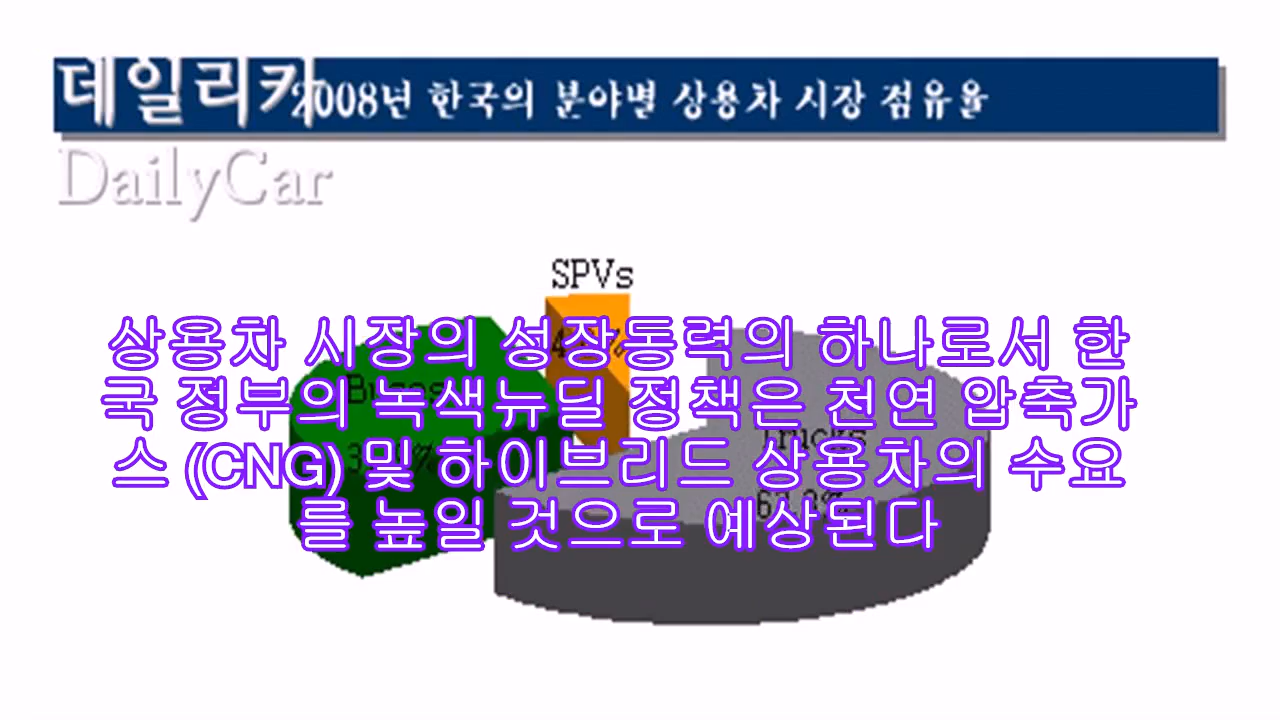 데일리카
2008년 한국의 분야별 상용차 시장 점유율
DailyCar
SPVs
상용차 시장의 성장동력의 하나로서 한
국 정부의 녹색뉴딜 정책은 천연 압축가
스 (CNG) 및 하이브리드 상용차의 수요
를 높일 것으로 예상된다
Buses
Trucks